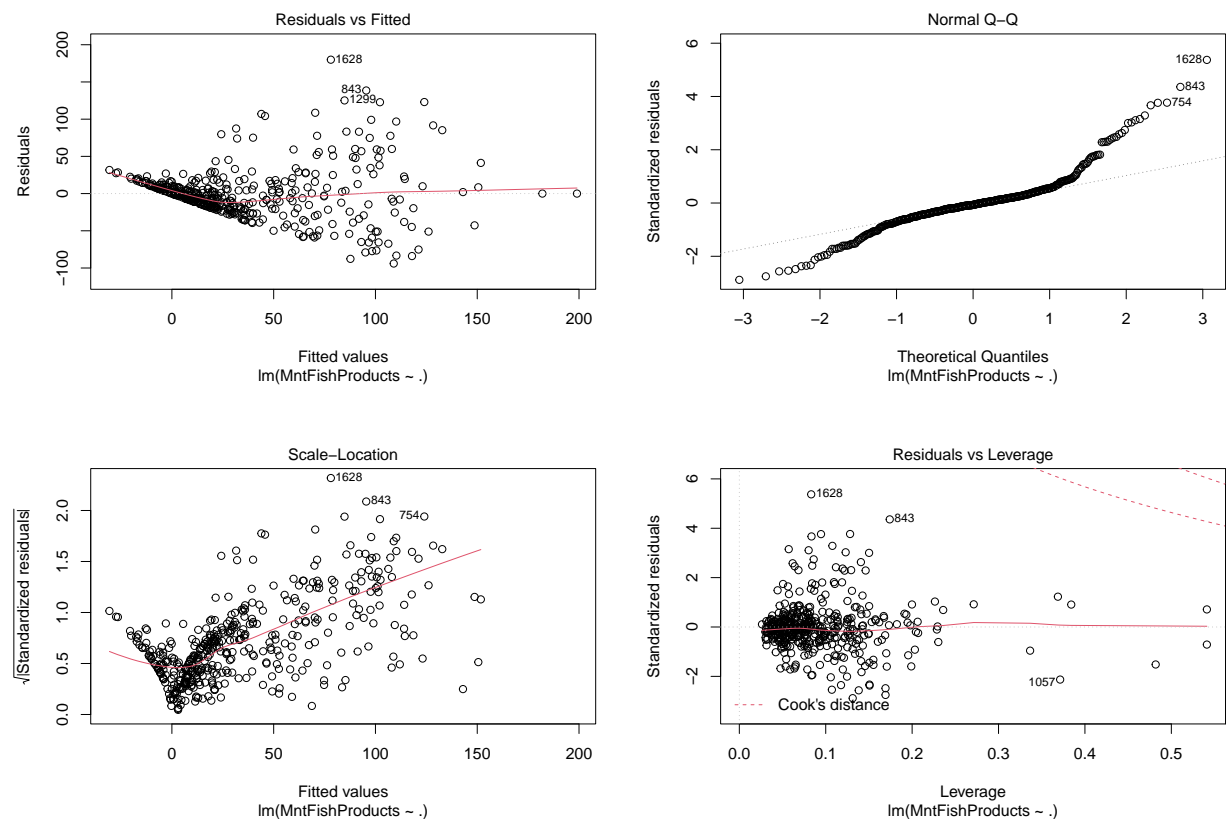 Residuals vs Fitted
Residuals
200
100
50
0
−100
1628
843
1299
0 50 100 150 200
Fitted values
lm(MntFishProducts ~ .)
Normal Q−Q
Standardized residuals
6
4
2
0
−2
1628
843
754
−3 −2 −1 0 1 2 3
Theoretical Quantiles
lm(MntFishProducts ~ .)
Scale−Location
√|Standardized residuals|
2.0
1.5
1.0
0.5
0.0
1628
843
754
0 50 100 150 200
Fitted values
lm(MntFishProducts ~ .)
Residuals vs Leverage
Standardized residuals
6
4
2
0
−2
1628
843
1057
Cook's distance
0.0 0.1 0.2 0.3 0.4 0.5
Leverage
lm(MntFishProducts ~ .)